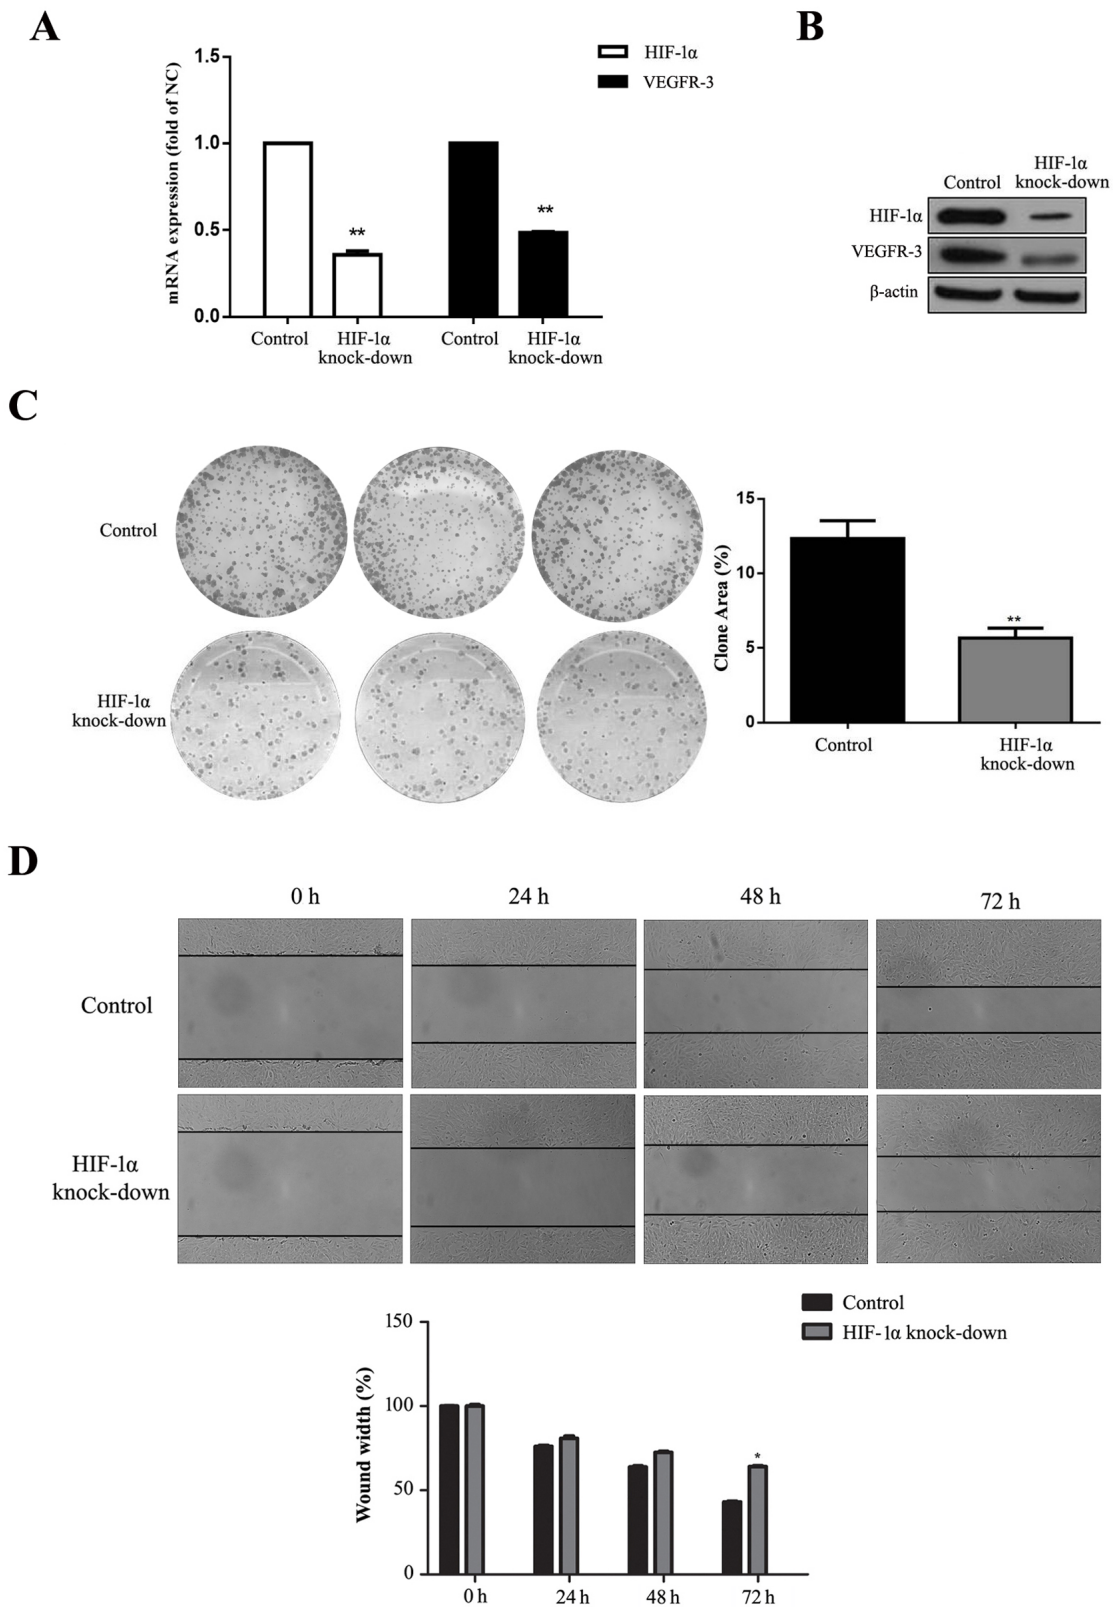 A
1.5
1.0
0.5
0.0
mRNA expression (fold of NC)
HIF-1α
VEGFR-3
**
**
Control
HIF-1α
knock-down
Control
HIF-1α
knock-down
B
Control
HIF-1α
knock-down
HIF-1α
VEGFR-3
β-actin
C
Control
HIF-1α
knock-down
15
10
5
0
Clone Area (%)
**
Control
HIF-1α
knock-down
D
0 h
24 h
48 h
72 h
Control
HIF-1α
knock-down
Control
HIF-1α knock-down
150
100
50
0
Wound width (%)
*
0 h
24 h
48 h
72 h